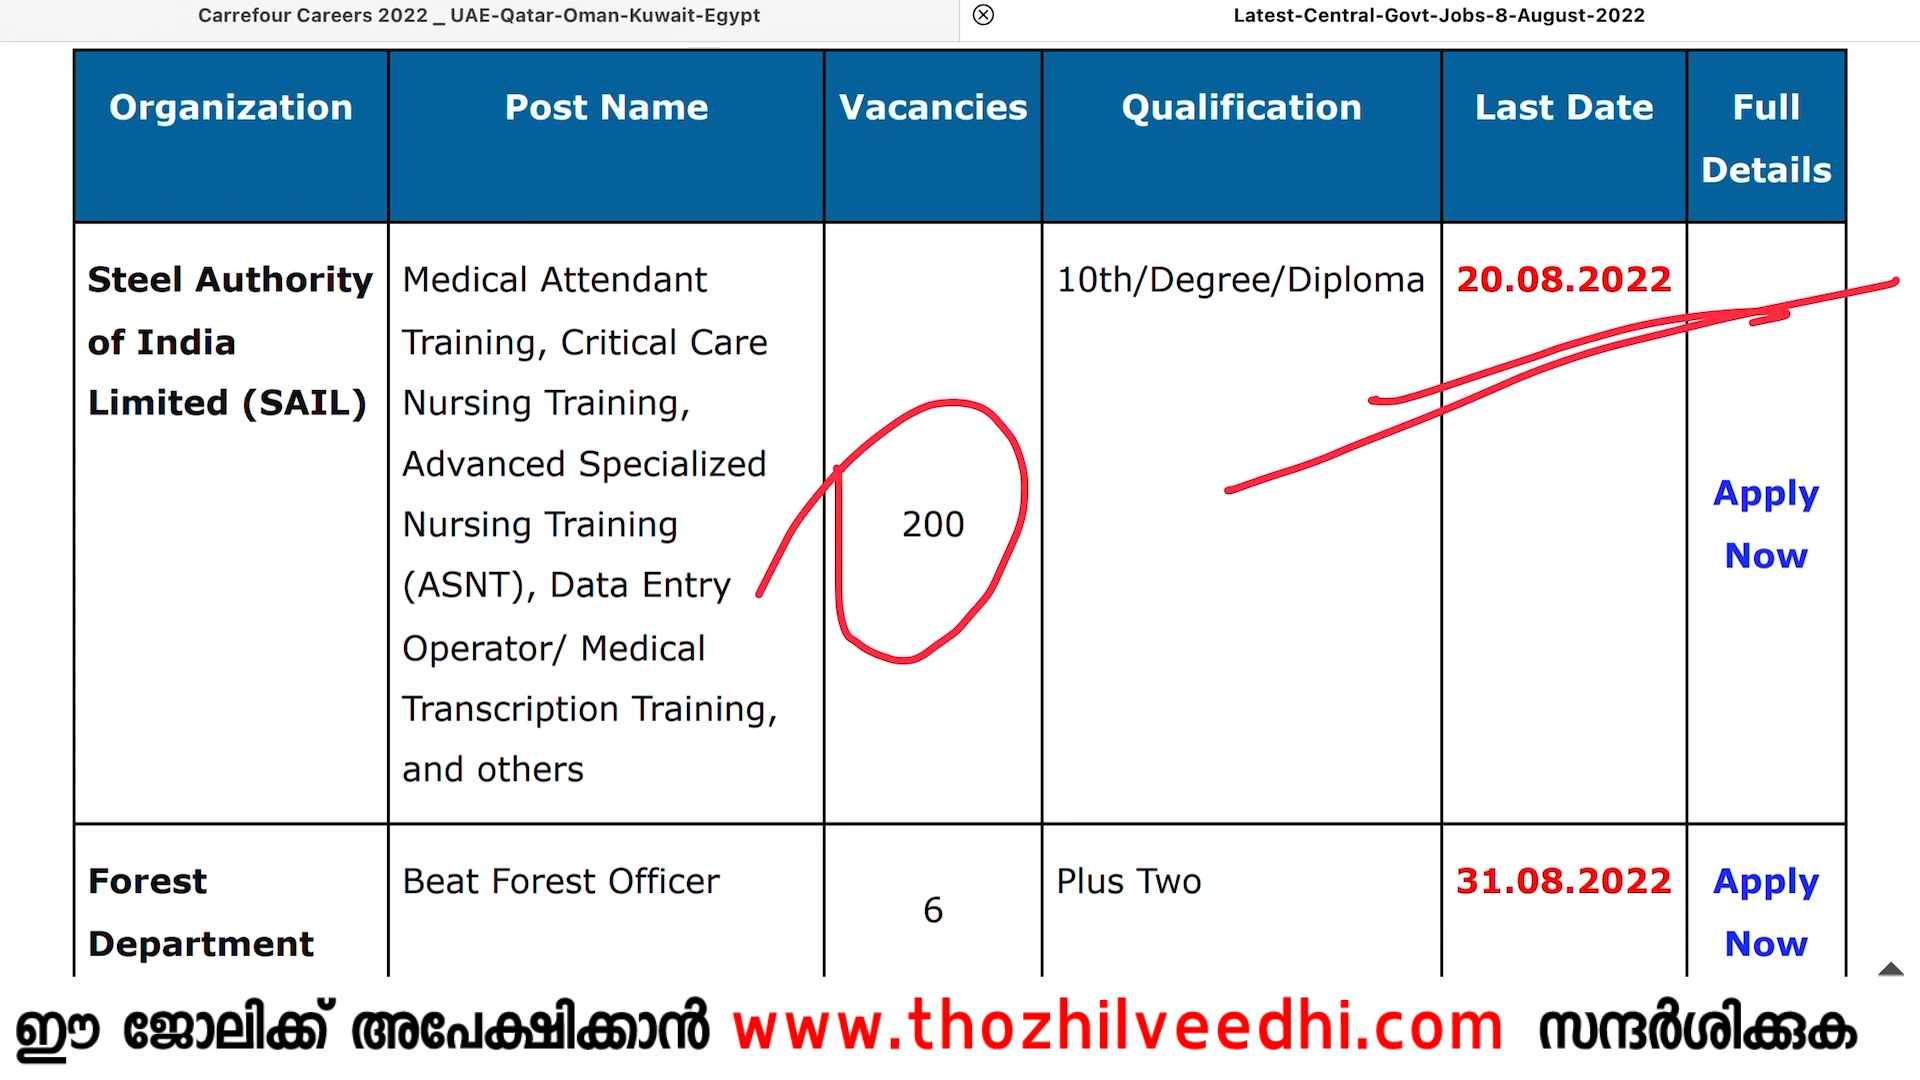 Carrefour Careers 2022 _ UAE-Qatar-Oman-Kuwait-Egypt
Latest-Central-Govt-Jobs-8-August-2022
Organization
Post Name
Vacancies
Qualification
Last Date
Full
Details
Steel Authority
of India
Limited (SAIL)
Medical Attendant
Training, Critical Care
Nursing Training,
Advanced Specialized
Nursing Training
(ASNT), Data Entry
Operator/ Medical
Transcription Training,
and others
200
10th/Degree/Diploma
20.08.2022
Apply
Now
Forest
Department
Beat Forest Officer
6
Plus Two
31.08.2022
Apply
Now
ഈ ജോലിക്ക് അപേക്ഷിക്കാൻ www.thozhilveedhi.com സന്ദർശിക്കുക